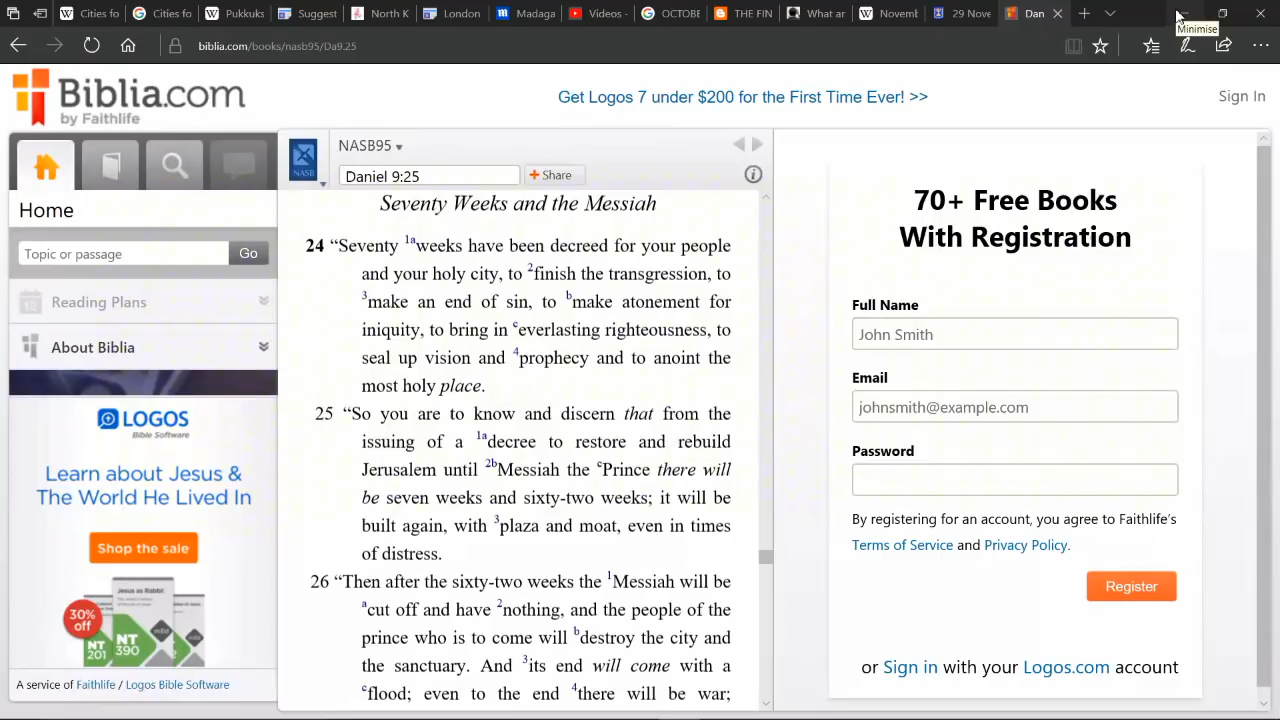 Cities fo
Cities fo
Pukkuks
Suggest
North K
London
Madaga
Videos -
OCTOBE
THE FIN
What ar
Novemb
29 Nove
Dan
Minimise
biblia.com/books/nasb95/Da9.25
Biblia.com
by Faithlife
Get Logos 7 under $200 for the First Time Ever! >>
Sign In
Home
Topic or passage
Go
Reading Plans
About Biblia
LOGOS
Bible Software
Learn about Jesus &
The World He Lived In
Shop the sale
30%
off
Jesus as Rabbi:
NT
201
NT
390
A service of Faithlife / Logos Bible Software
NASB
NASB95
Daniel 9:25
Share
Seventy Weeks and the Messiah
24 “Seventy 1aweeks have been decreed for your people
and your holy city, to 2finish the transgression, to
3make an end of sin, to bmake atonement for
iniquity, to bring in ceverlasting righteousness, to
seal up vision and 4prophecy and to anoint the
most holy place.
25 “So you are to know and discern that from the
issuing of a 1adecree to restore and rebuild
Jerusalem until 2bMessiah the cPrince there will
be seven weeks and sixty-two weeks; it will be
built again, with 3plaza and moat, even in times
of distress.
26 “Then after the sixty-two weeks the 1Messiah will be
acut off and have 2nothing, and the people of the
prince who is to come will bdestroy the city and
the sanctuary. And 3its end will come with a
cflood; even to the end 4there will be war;
70+ Free Books
With Registration
Full Name
John Smith
Email
johnsmith@example.com
Password
By registering for an account, you agree to Faithlife’s
Terms of Service and Privacy Policy.
Register
or Sign in with your Logos.com account